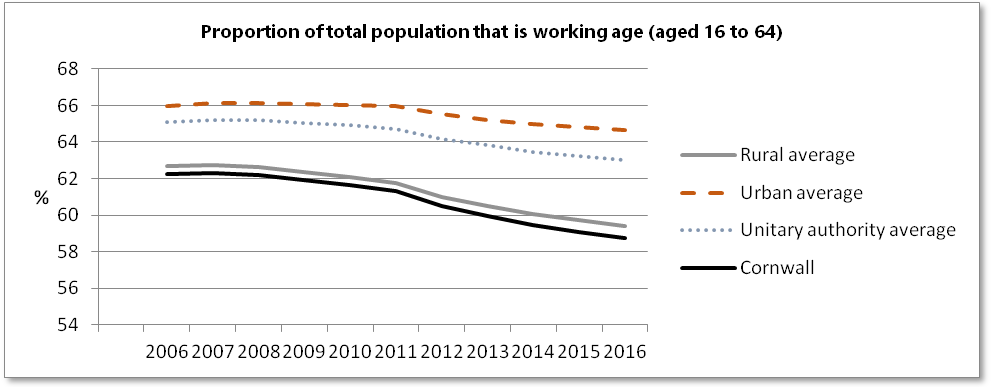 Proportion of total population that is working age (aged 16 to 64)
68
66
64
62
60
58
56
54
%
2006 2007 2008 2009 2010 2011 2012 2013 2014 2015 2016
Rural average
Urban average
Unitary authority average
Cornwall